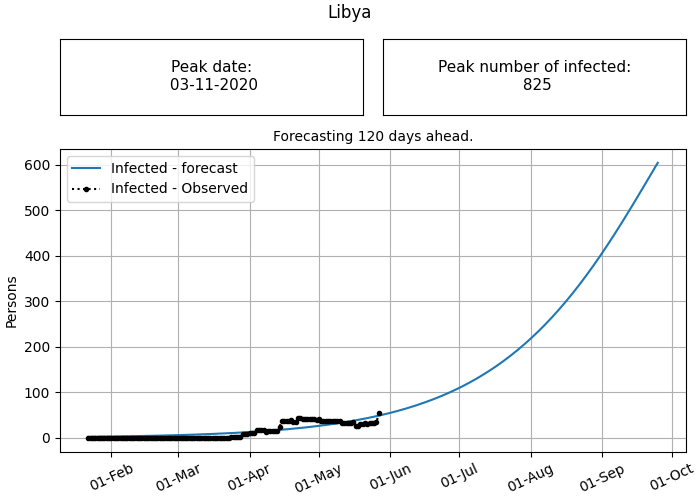 Libya
Peak date:
03-11-2020
Peak number of infected:
825
Forecasting 120 days ahead.
Infected - forecast
Infected - Observed
600
500
400
300
200
100
0
Persons
01-Feb
01-Mar
01-Apr
01-May
01-Jun
01-Jul
01-Aug
01-Sep
01-Oct